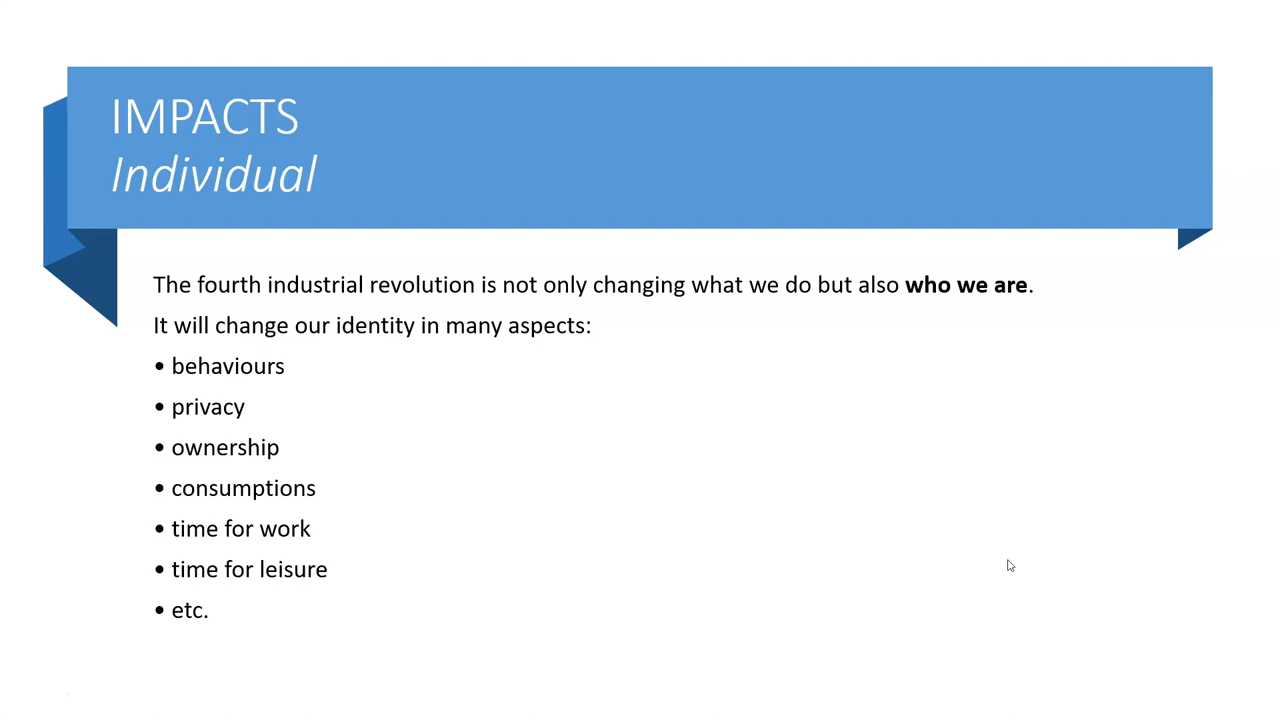 IMPACTS
Individual
The fourth industrial revolution is not only changing what we do but also who we are.
It will change our identity in many aspects:
• behaviours
• privacy
• ownership
• consumptions
• time for work
• time for leisure
• etc.